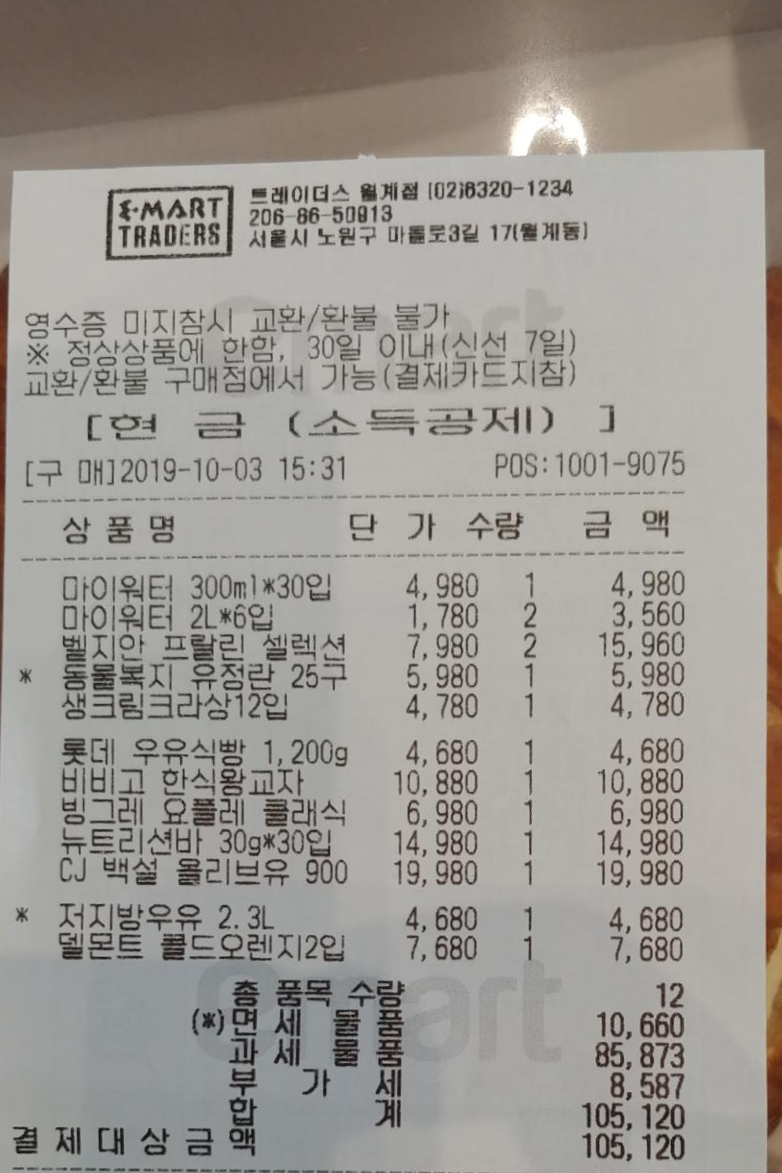 E·MART
TRADERS
트레이더스 월계점 (02)6320-1234
206-86-50913
서울시 노원구 마들로3길 17(월계동)
영수증 미지참시 교환/환불 불가
※ 정상상품에 한함, 30일 이내(신선 7일)
교환/환불 구매점에서 가능(결제카드지참)
[현 금 (소득공제) ]
[구 매]2019-10-03 15:31 POS:1001-9075
상 품 명 단 가 수량 금 액
마이워터 300ml*30입 4,980 1 4,980
마이워터 2L*6입 1,780 2 3,560
벨지안 프랄린 셀렉션 7,980 2 15,960
* 동물복지 유정란 25구 5,980 1 5,980
생크림크라상12입 4,780 1 4,780
롯데 우유식빵 1,200g 4,680 1 4,680
비비고 한식왕교자 10,880 1 10,880
빙그레 요플레 클래식 6,980 1 6,980
뉴트리션바 30g*30입 14,980 1 14,980
CJ 백설 올리브유 900 19,980 1 19,980
* 저지방우유 2.3L 4,680 1 4,680
델몬트 콜드오렌지2입 7,680 1 7,680
총 품목 수량 12
(*)면 세 물품 10,660
과 세 물품 85,873
부 가 세 8,587
합 계 105,120
결 제 대 상 금 액 105,120
emart
emart